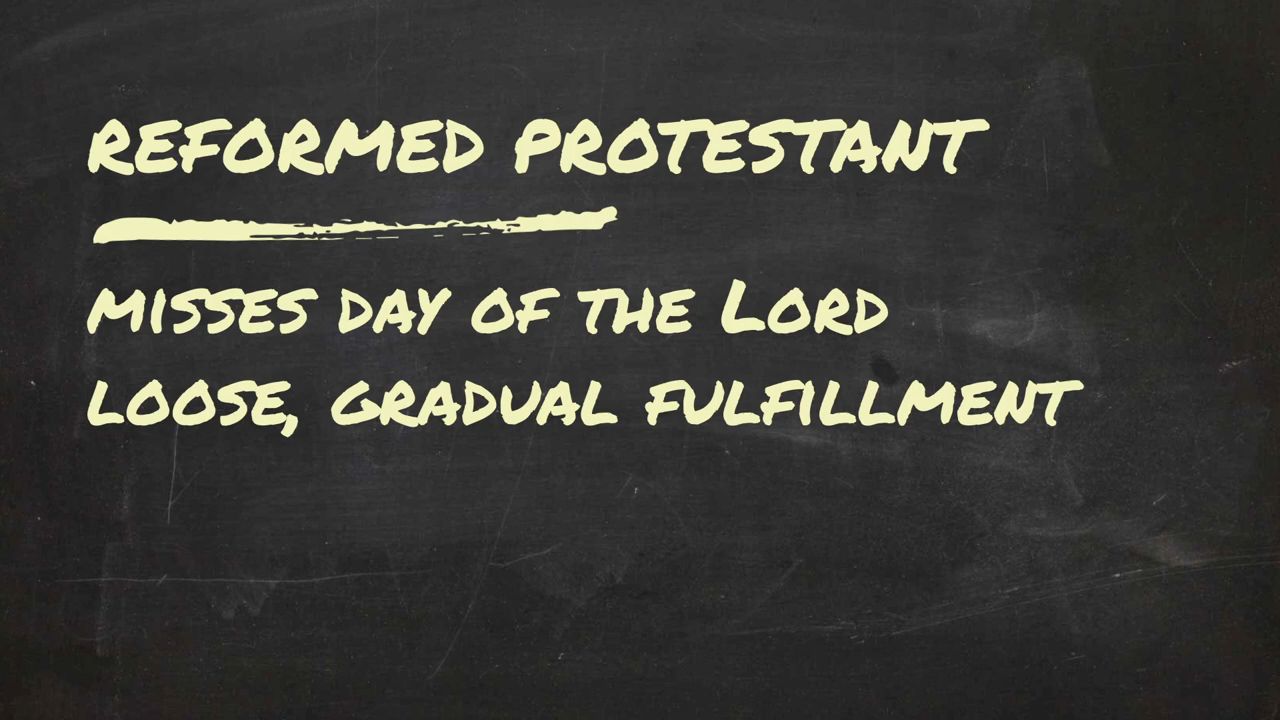 REFORMED PROTESTANT
MISSES DAY OF THE LORD
LOOSE, GRADUAL FULFILLMENT